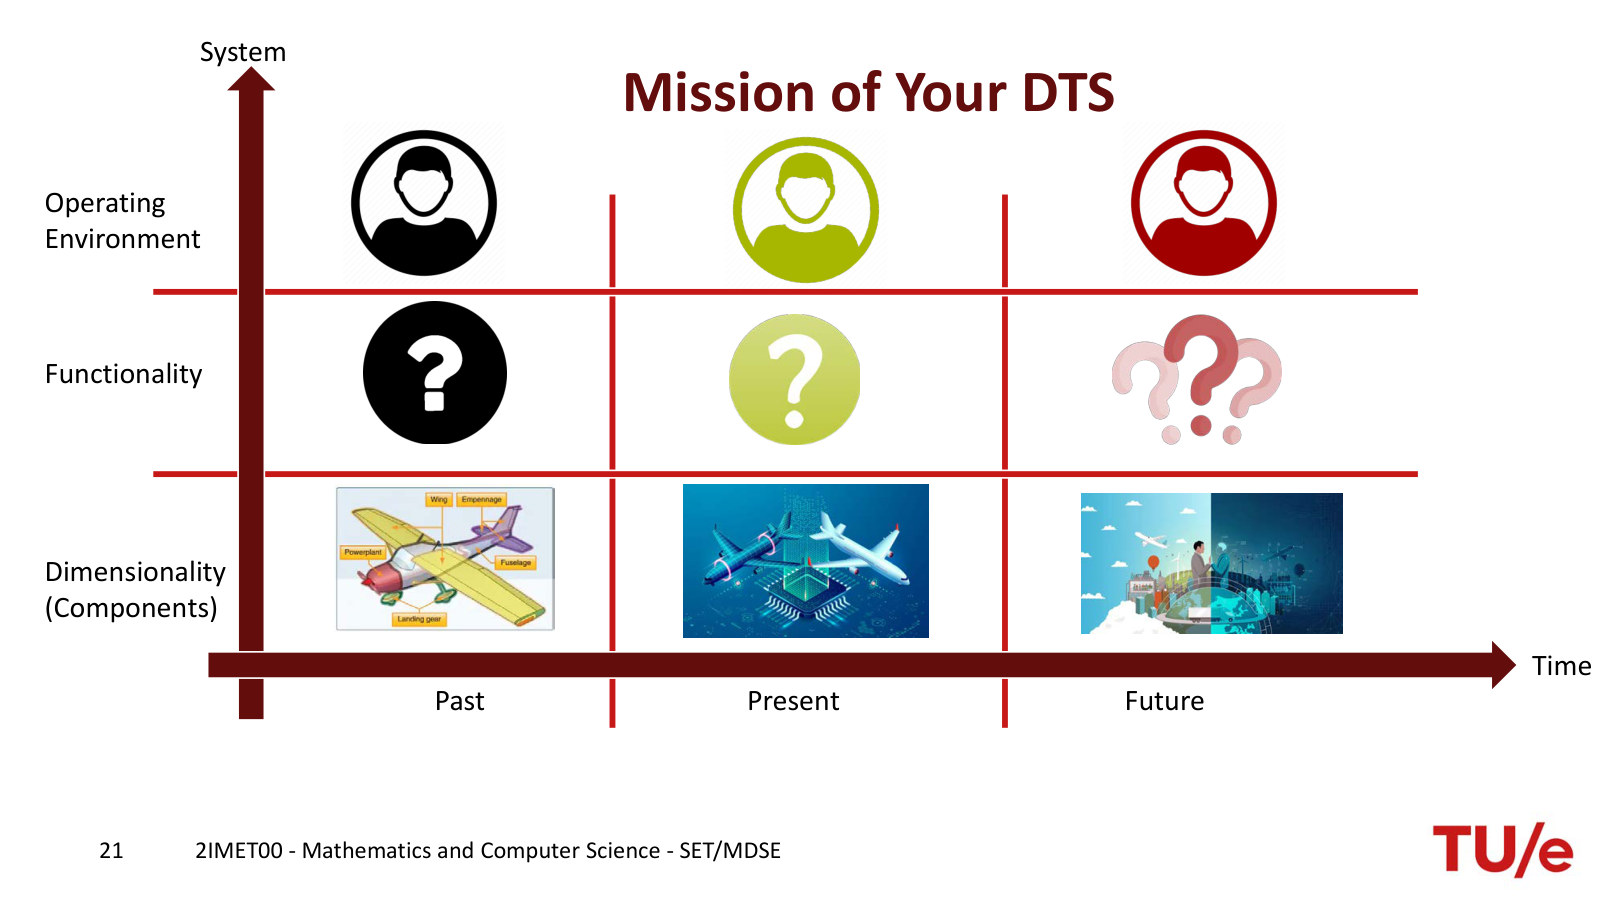 System
Mission of Your DTS
Operating
Environment
Functionality
Wing
Empennage
Powerplant
Fuselage
Landing gear
Dimensionality
(Components)
Time
Past
Present
Future
21
2IMET00 - Mathematics and Computer Science - SET/MDSE
TU/e